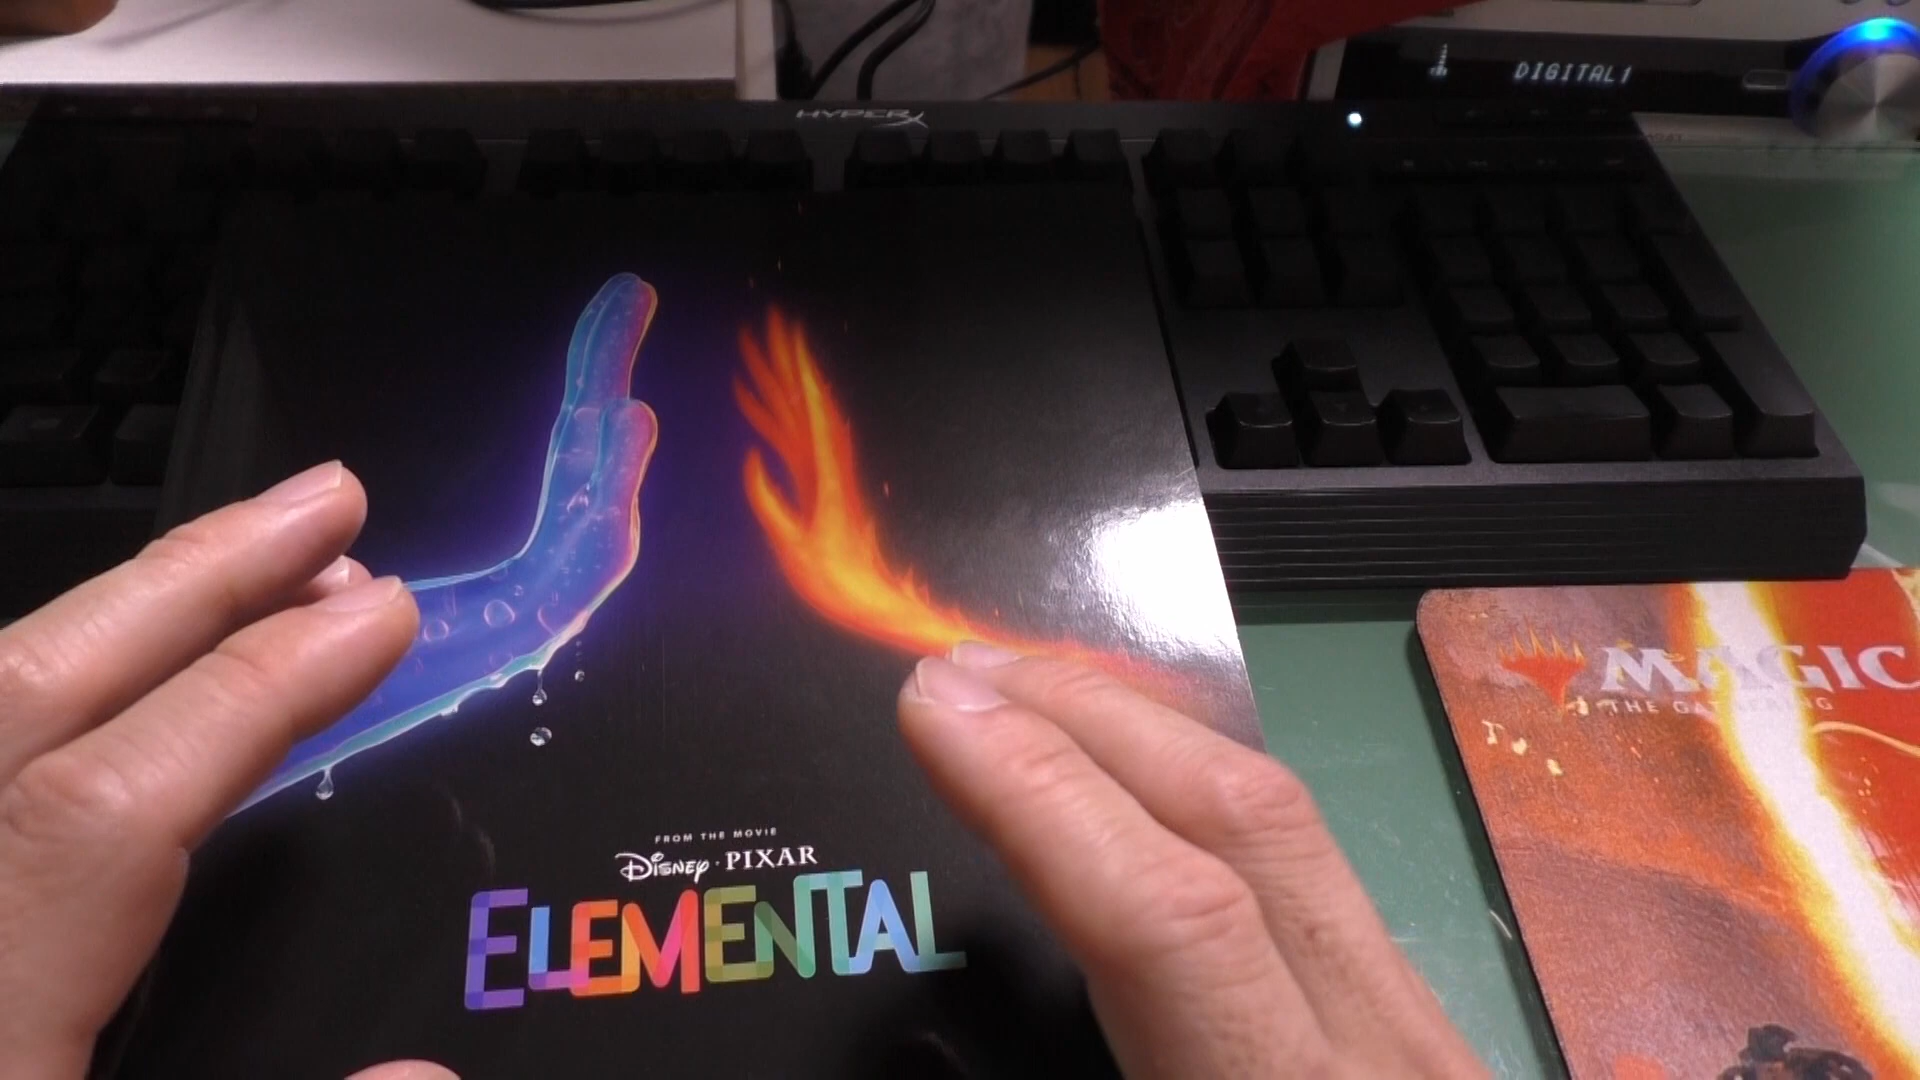 DIGITAL1
HYPERX
MAGIC
THE GATHERING
FROM THE MOVIE
DISNEY · PIXAR
ELEMENTAL